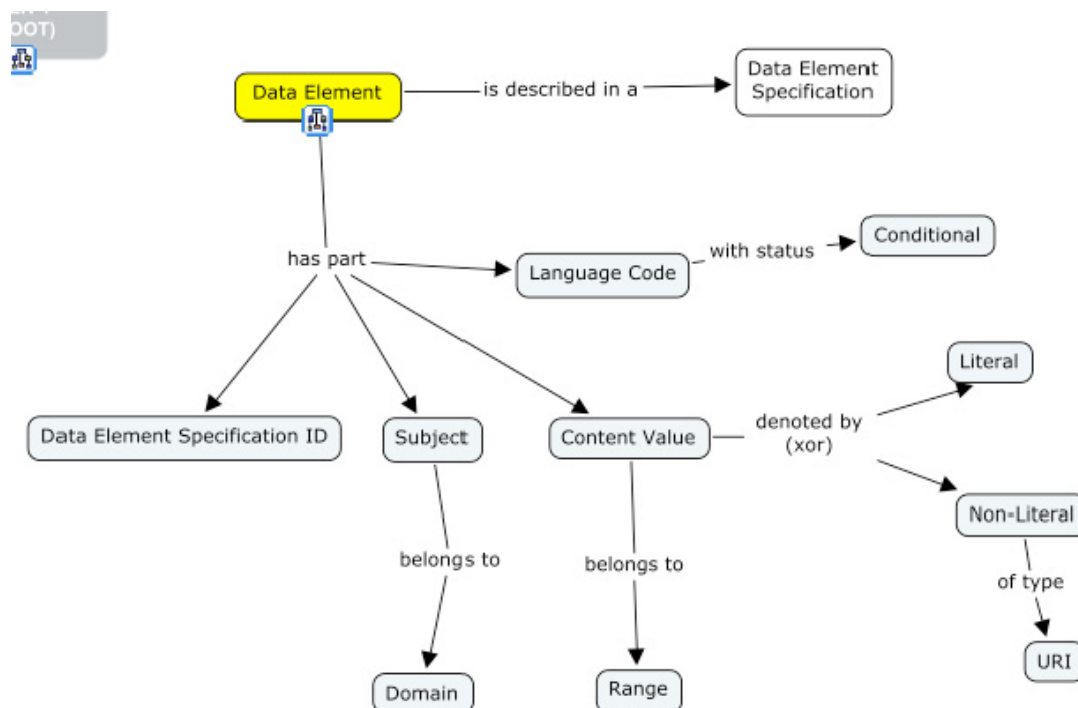 OOT)
Data Element
is described in a
Data Element
Specification
has part
Language Code
with status
Conditional
Data Element Specification ID
Subject
Content Value
denoted by
(xor)
Literal
Non-Literal
belongs to
belongs to
of type
Domain
Range
URI